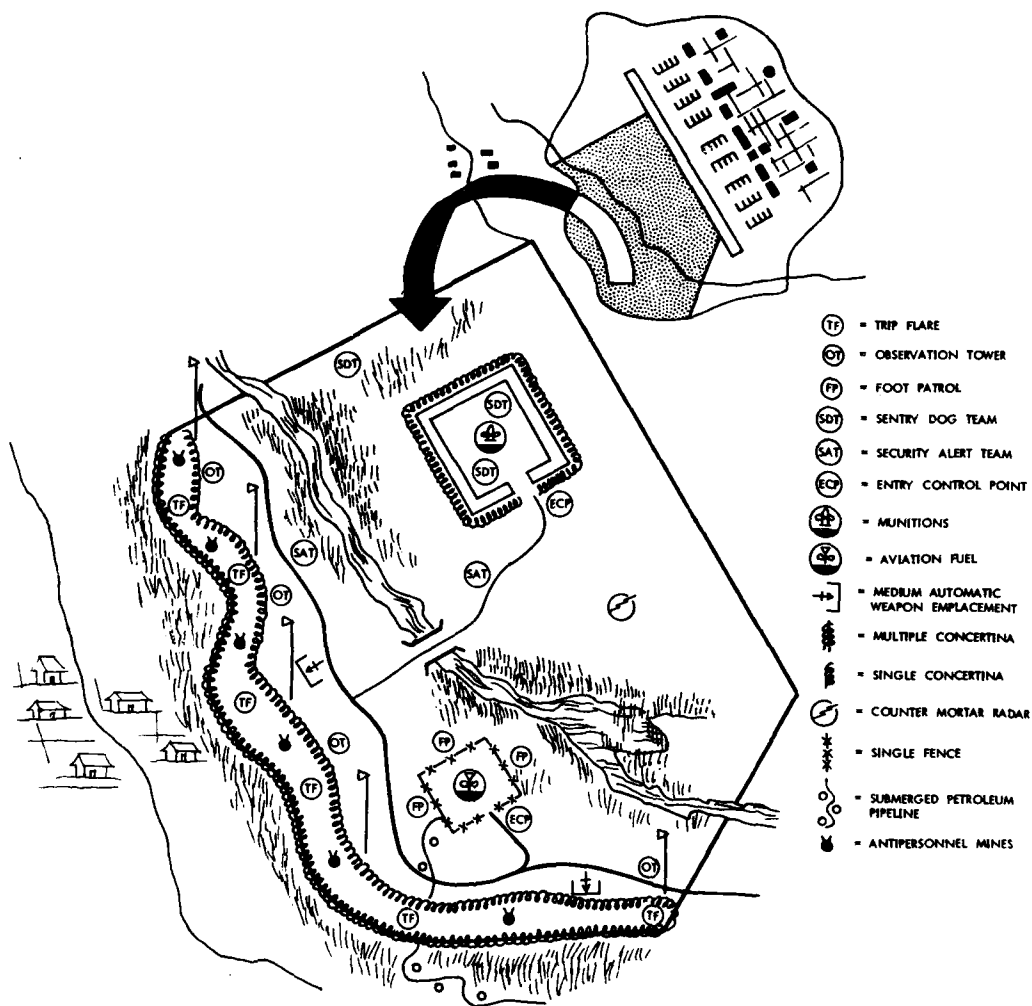 SDT
SDT
SDT
ECP
OT
TF
SAT
SAT
TF
OT
TF
OT
FP
FP
TF
FP
ECP
OT
TF
TF
TF = TRIP FLARE
OT = OBSERVATION TOWER
FP = FOOT PATROL
SDT = SENTRY DOG TEAM
SAT = SECURITY ALERT TEAM
ECP = ENTRY CONTROL POINT
= MUNITIONS
= AVIATION FUEL
= MEDIUM AUTOMATIC
WEAPON EMPLACEMENT
= MULTIPLE CONCERTINA
= SINGLE CONCERTINA
= COUNTER MORTAR RADAR
= SINGLE FENCE
= SUBMERGED PETROLEUM
PIPELINE
= ANTIPERSONNEL MINES